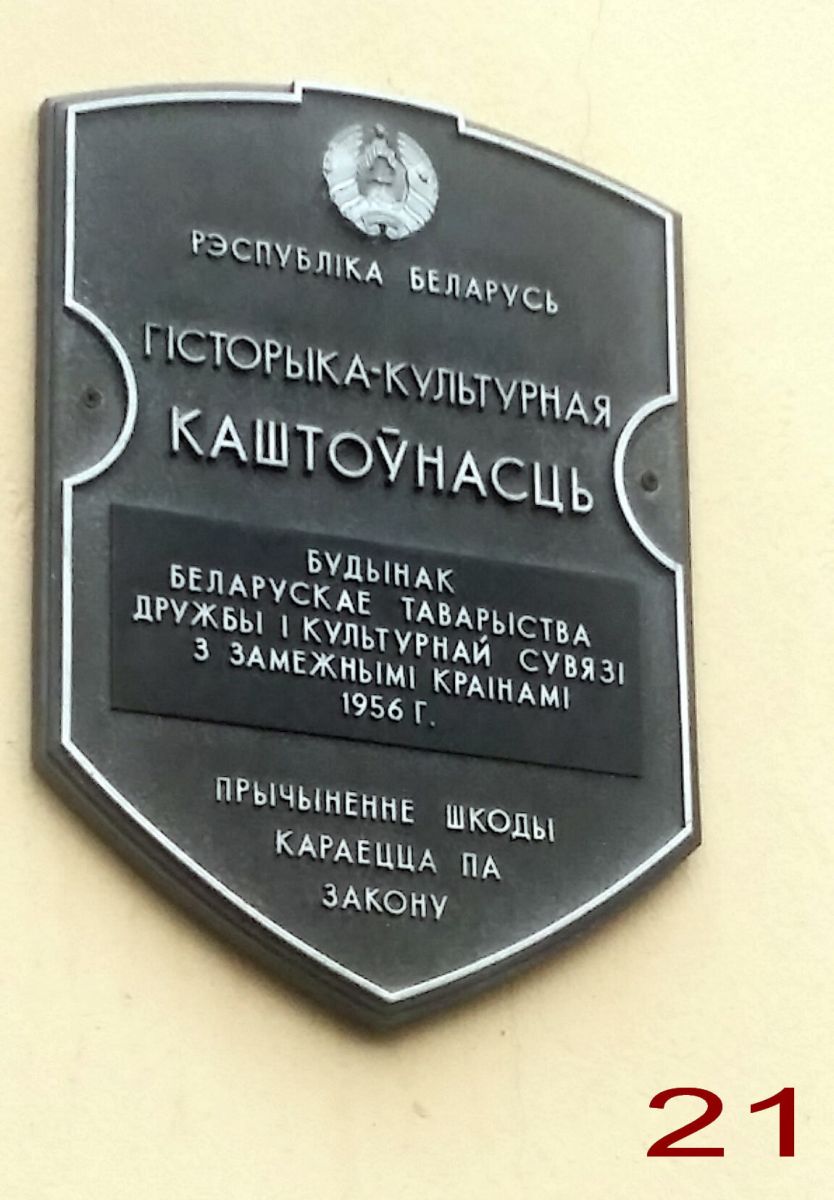 РЭСПУБЛІКА БЕЛАРУСЬ
ГІСТОРЫКА-КУЛЬТУРНАЯ
КАШТОЎНАСЦЬ
БУДЫНАК
БЕЛАРУСКАЕ ТАВАРЫСТВА
ДРУЖБЫ І КУЛЬТУРНАЙ СУВЯЗІ
З ЗАМЕЖНЫМІ КРАІНАМІ
1956 Г.
ПРЫЧЫНЕННЕ ШКОДЫ
КАРАЕЦЦА ПА
ЗАКОНУ
21